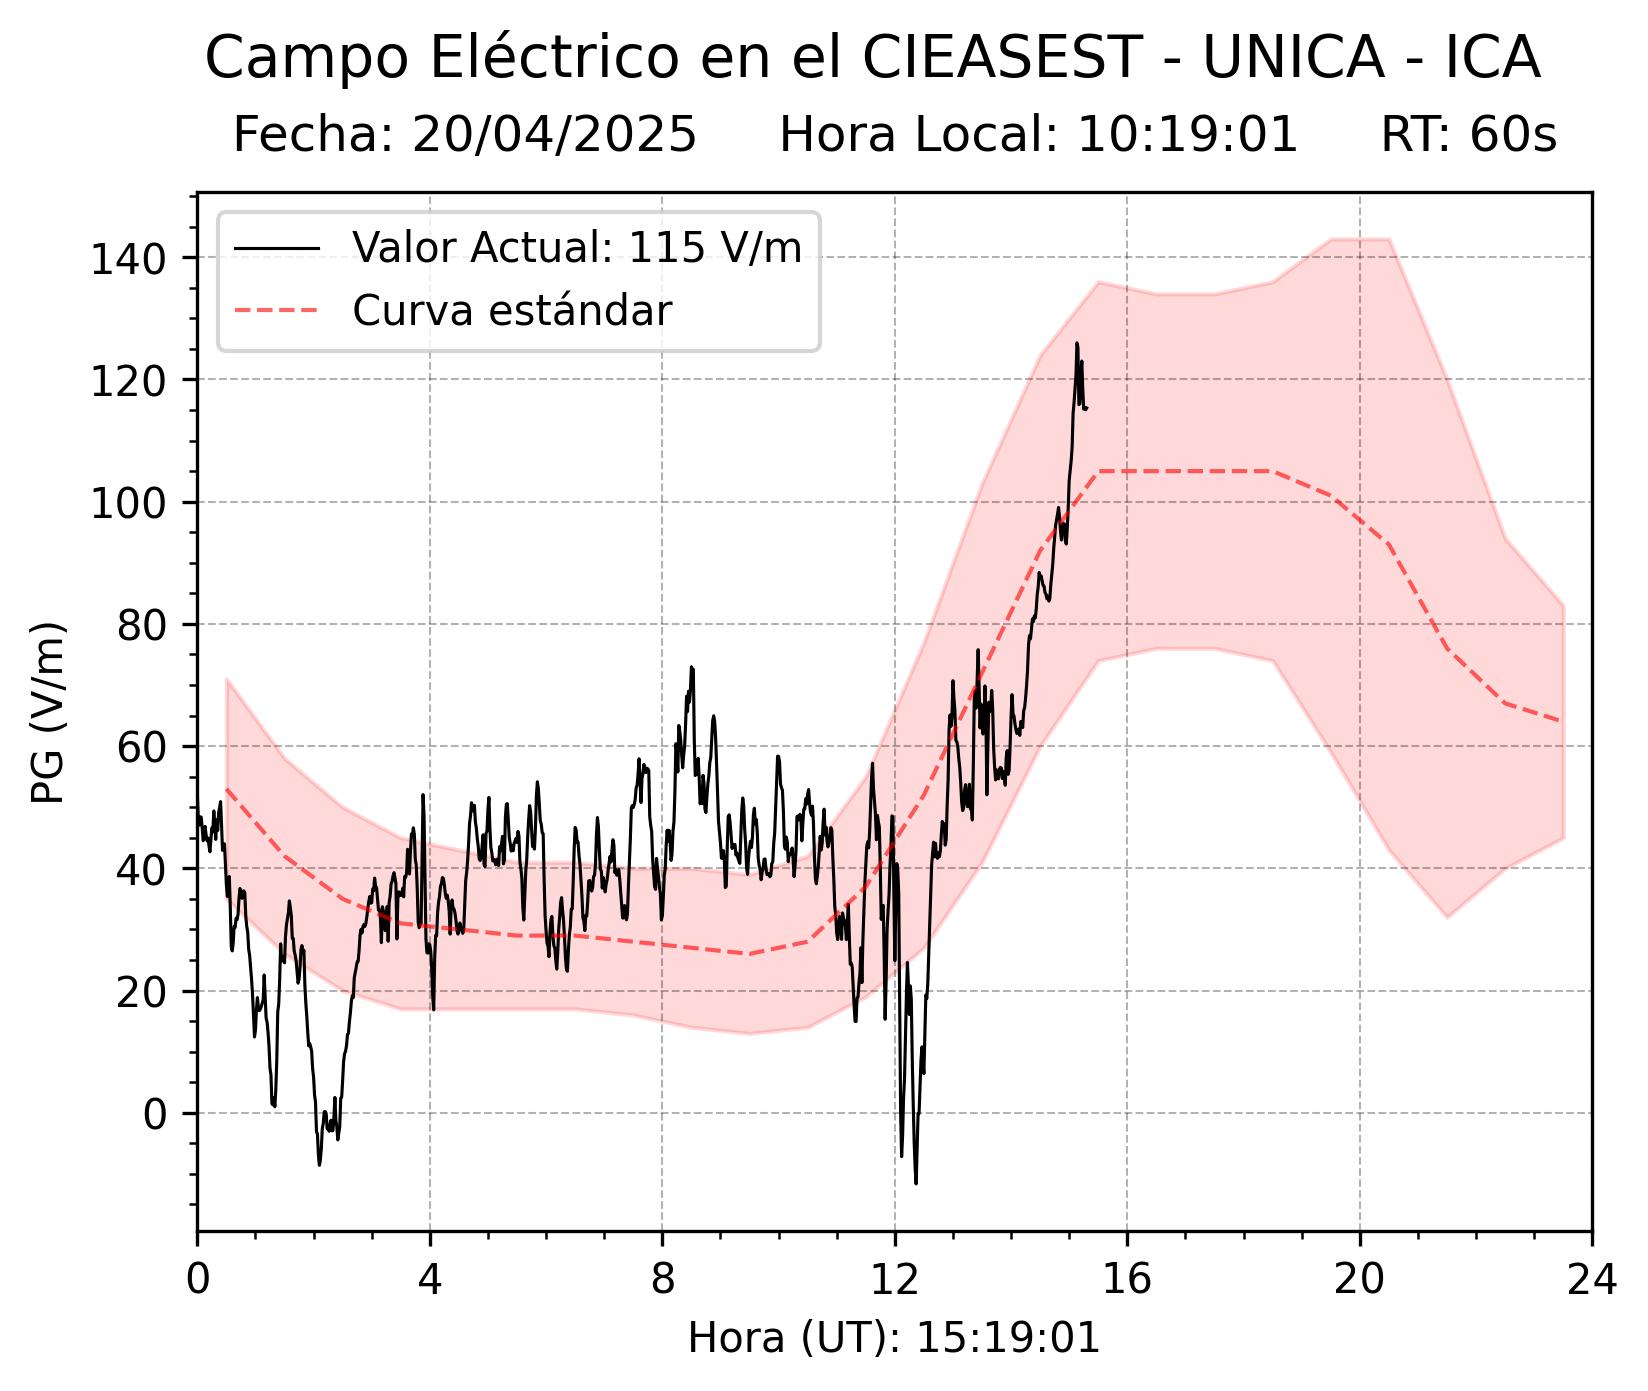 Campo Eléctrico en el CIEASEST - UNICA - ICA
Fecha: 20/04/2025 Hora Local: 10:19:01 RT: 60s
Valor Actual: 115 V/m
Curva estándar
140
120
100
80
60
40
20
0
PG (V/m)
0 4 8 12 16 20 24
Hora (UT): 15:19:01